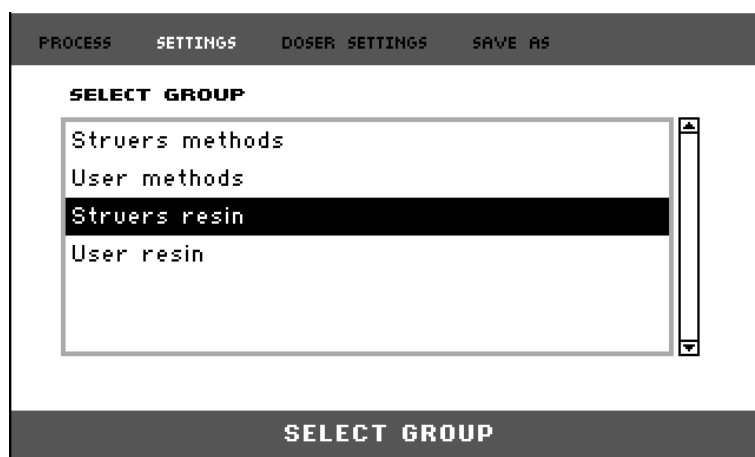 PROCESS SETTINGS DOSER SETTINGS SAVE AS
SELECT GROUP
Struers methods
User methods
Struers resin
User resin
SELECT GROUP